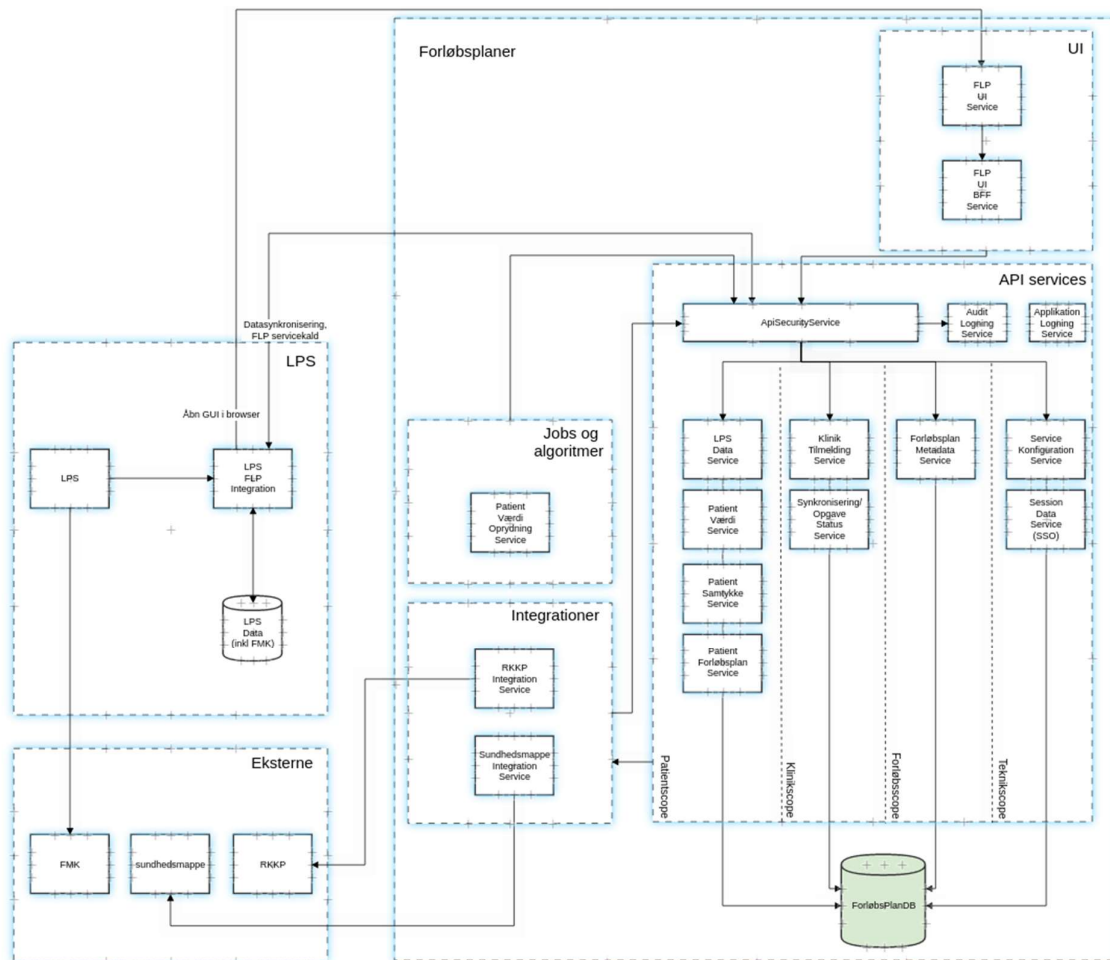 Forløbsplaner
UI
FLP
UI
Service
FLP
UI
BFF
Service
API services
ApiSecurityService
Audit
Logning
Service
Applikation
Logning
Service
Datasynkronisering,
FLP servicekald
LPS
Åbn GUI i browser
LPS
LPS
FLP
Integration
LPS
Data
(inkl FMK)
Jobs og
algoritmer
Patient
Værdi
Oprydning
Service
Integrationer
RKKP
Integration
Service
Sundhedsmappe
Integration
Service
LPS
Data
Service
Klinik
Tilmelding
Service
Forløbsplan
Metadata
Service
Service
Konfiguration
Service
Patient
Værdi
Service
Synkronisering/
Opgave
Status
Service
Session
Data
Service
(SSO)
Patient
Samtykke
Service
Patient
Forløbsplan
Service
Patientscope
Klinikscope
Forløbsscope
Teknikscope
Eksterne
FMK
sundhedsmappe
RKKP
ForløbsPlanDB